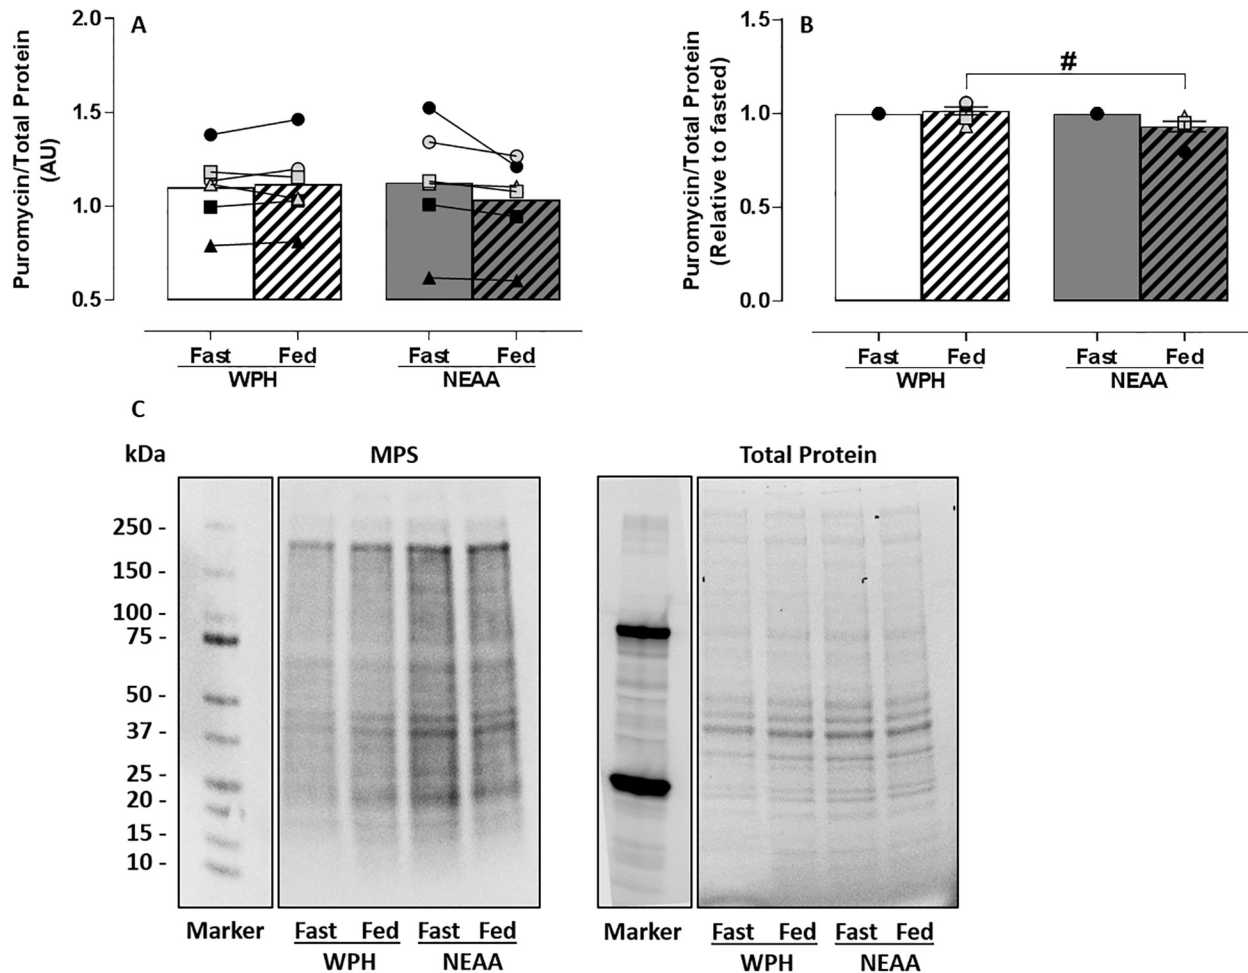 A
Puromycin/Total Protein
(AU)
2.0
1.5
1.0
0.5
Fast Fed Fast Fed
WPH NEAA
B
Puromycin/Total Protein
(Relative to fasted)
1.5
1.0
0.5
0.0
#
Fast Fed Fast Fed
WPH NEAA
C
kDa MPS Total Protein
250 -
150 -
100 -
75 -
50 -
37 -
25 -
20 -
15 -
10 -
Marker Fast Fed Fast Fed Marker Fast Fed Fast Fed
WPH NEAA WPH NEAA